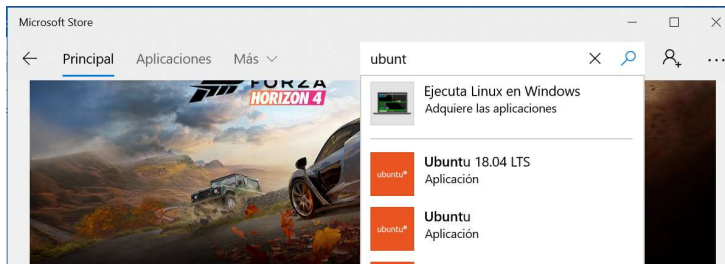 Microsoft Store
Principal Aplicaciones Más
ubunt
FORZA
HORIZON 4
Ejecuta Linux en Windows
Adquiere las aplicaciones
ubuntu®
Ubuntu 18.04 LTS
Aplicación
ubuntu®
Ubuntu
Aplicación